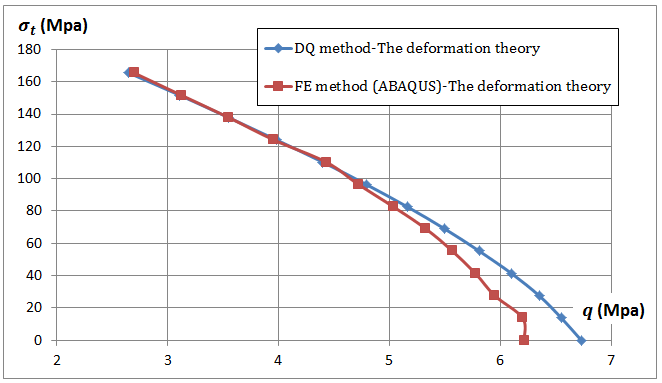 σt (Mpa)
180
DQ method-The deformation theory
160
FE method (ABAQUS)-The deformation theory
140
120
100
80
60
40
20
q (Mpa)
0
2 3 4 5 6 7